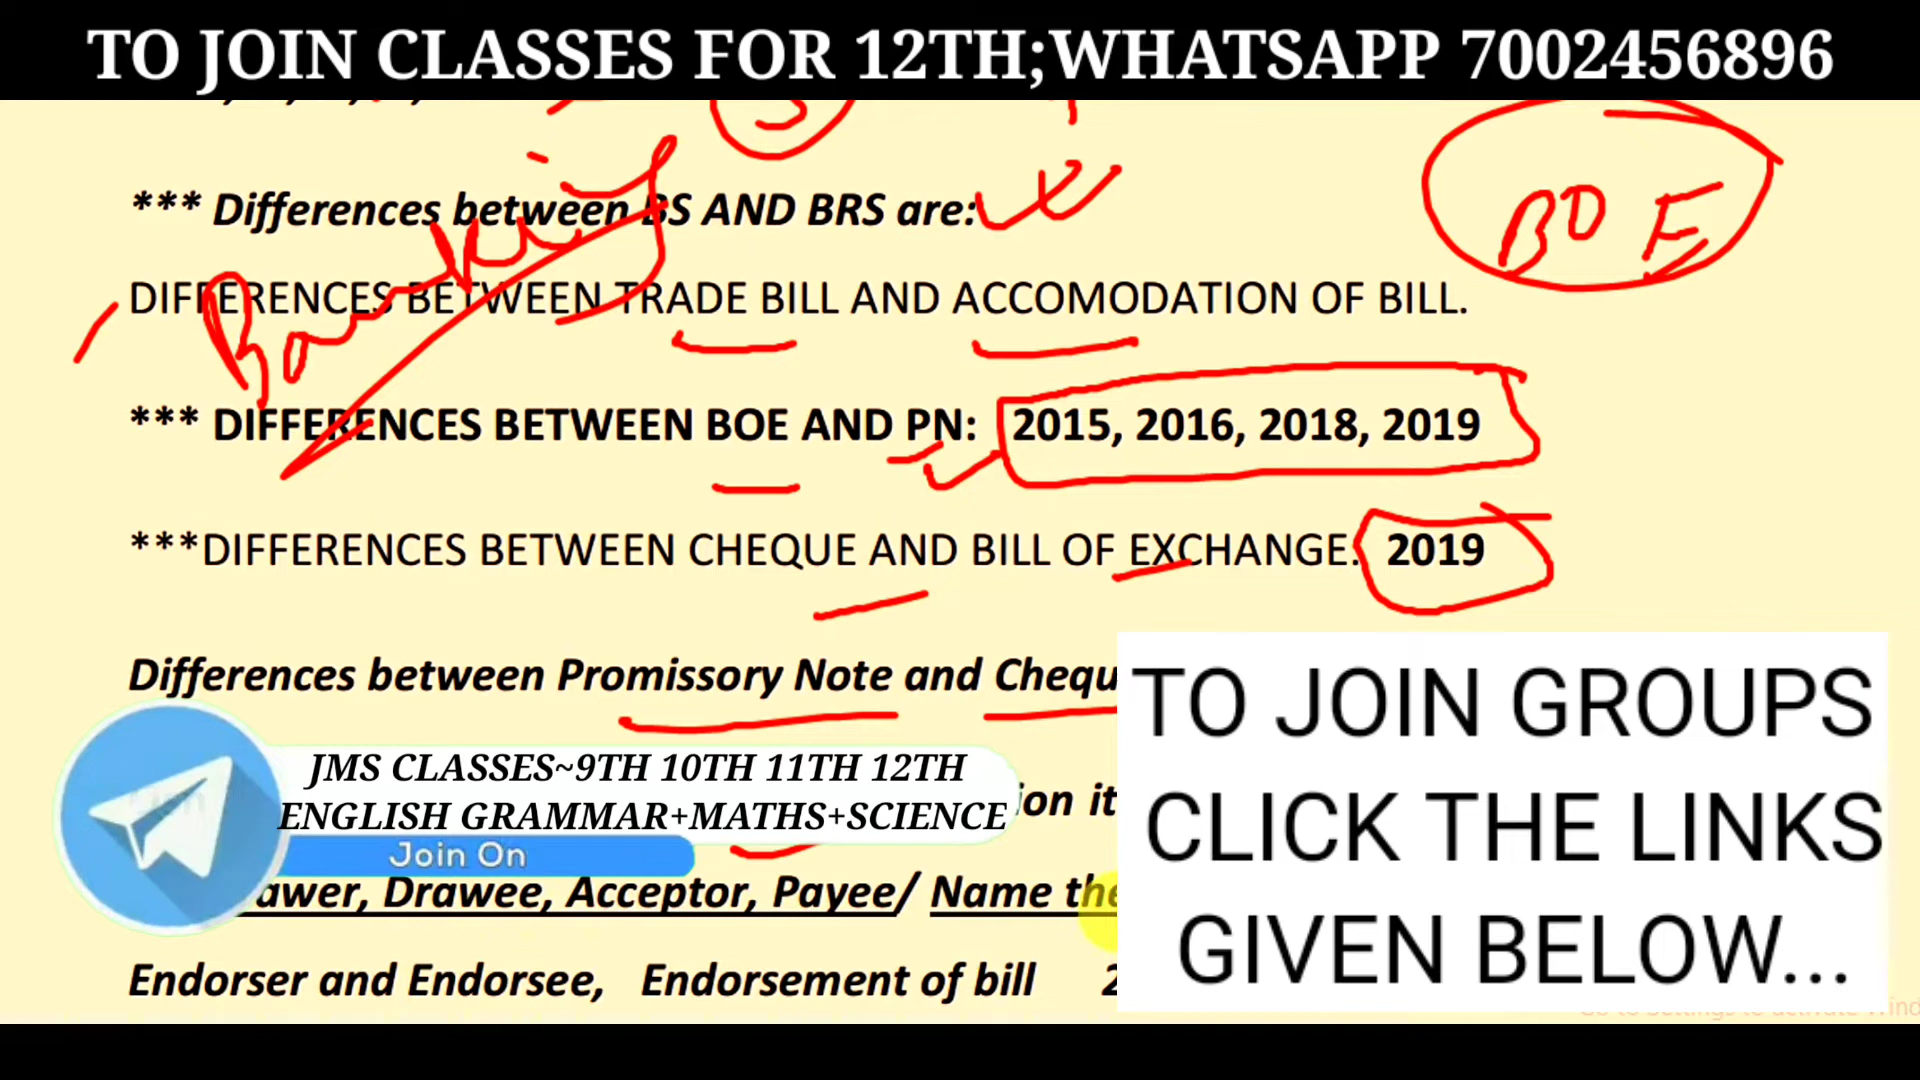 TO JOIN CLASSES FOR 12TH;WHATSAPP 7002456896
*** Differences between BS AND BRS are:
BOE
Banking
DIFFERENCES BETWEEN TRADE BILL AND ACCOMODATION OF BILL.
*** DIFFERENCES BETWEEN BOE AND PN: 2015, 2016, 2018, 2019
***DIFFERENCES BETWEEN CHEQUE AND BILL OF EXCHANGE. 2019
Differences between Promissory Note and Chequ
TO JOIN GROUPS
CLICK THE LINKS
GIVEN BELOW...
JMS CLASSES~9TH 10TH 11TH 12TH
ENGLISH GRAMMAR+MATHS+SCIENCE
Join On
ion it
awer, Drawee, Acceptor, Payee/ Name the
Endorser and Endorsee, Endorsement of bill 2